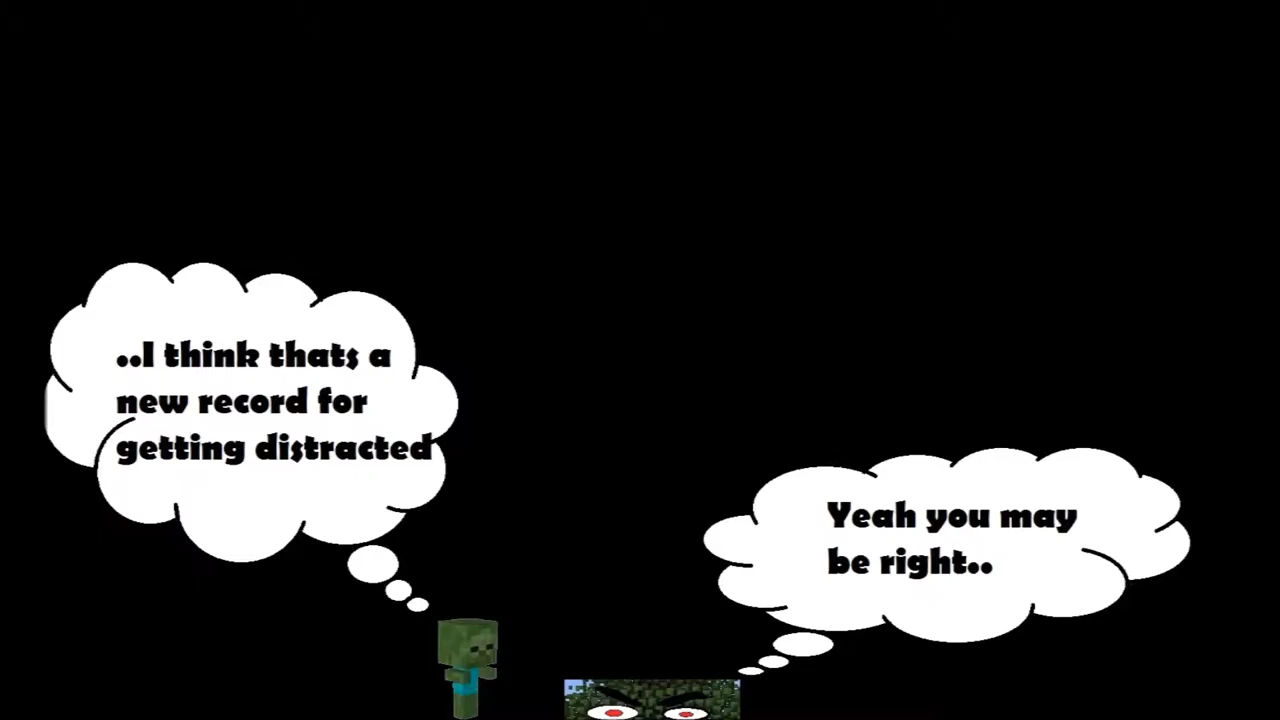 ..I think thats a
new record for
getting distracted
Yeah you may
be right..